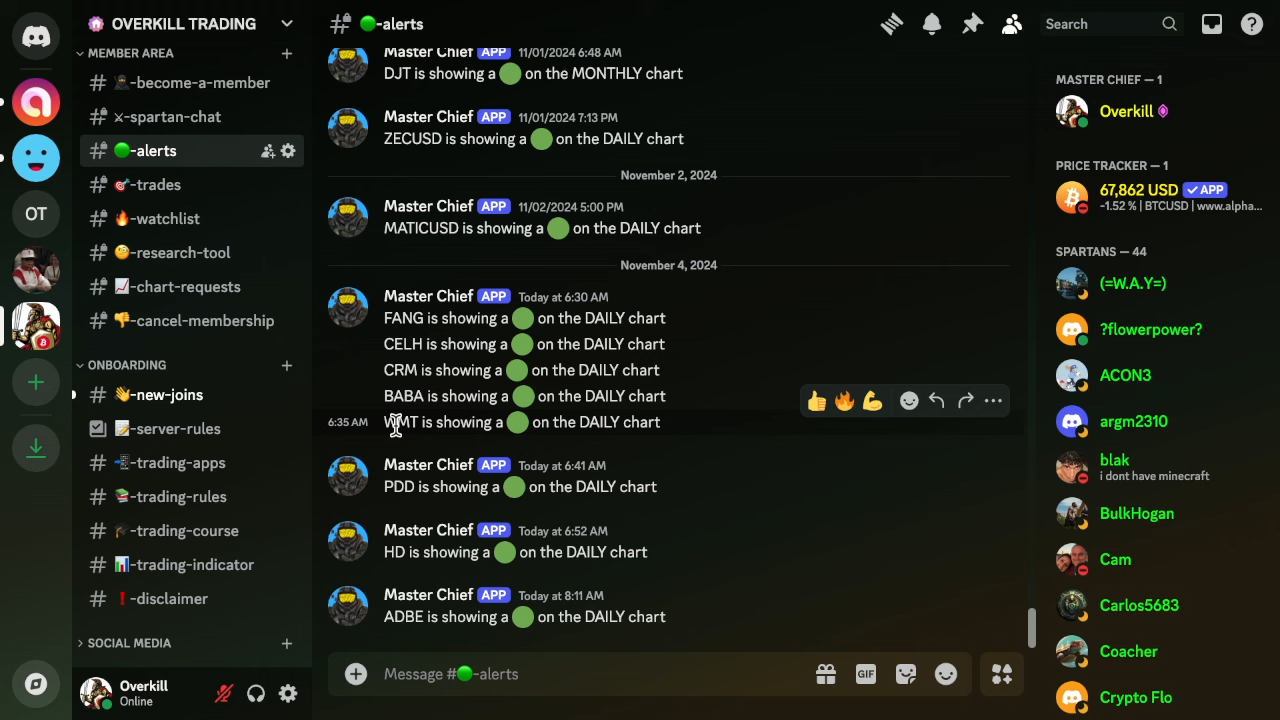 OVERKILL TRADING
MEMBER AREA
-become-a-member
-spartan-chat
-alerts
-trades
-watchlist
-research-tool
-chart-requests
-cancel-membership
ONBOARDING
-new-joins
-server-rules
-trading-apps
-trading-rules
-trading-course
-trading-indicator
-disclaimer
SOCIAL MEDIA
Overkill
Online
OT
-alerts
Search
Master Chief APP 11/01/2024 6:48 AM
DJT is showing a 🟢 on the MONTHLY chart
Master Chief APP 11/01/2024 7:13 PM
ZECUSD is showing a 🟢 on the DAILY chart
November 2, 2024
Master Chief APP 11/02/2024 5:00 PM
MATICUSD is showing a 🟢 on the DAILY chart
November 4, 2024
Master Chief APP Today at 6:30 AM
FANG is showing a 🟢 on the DAILY chart
CELH is showing a 🟢 on the DAILY chart
CRM is showing a 🟢 on the DAILY chart
BABA is showing a 🟢 on the DAILY chart
6:35 AM WMT is showing a 🟢 on the DAILY chart
Master Chief APP Today at 6:41 AM
PDD is showing a 🟢 on the DAILY chart
Master Chief APP Today at 6:52 AM
HD is showing a 🟢 on the DAILY chart
Master Chief APP Today at 8:11 AM
ADBE is showing a 🟢 on the DAILY chart
Message #🟢-alerts
GIF
MASTER CHIEF — 1
Overkill
PRICE TRACKER — 1
67,862 USD ✓ APP
-1.52 % | BTCUSD | www.alpha...
SPARTANS — 44
(=W.A.Y=)
?flowerpower?
ACON3
argm2310
blak
i dont have minecraft
BulkHogan
Cam
Carlos5683
Coacher
Crypto Flo